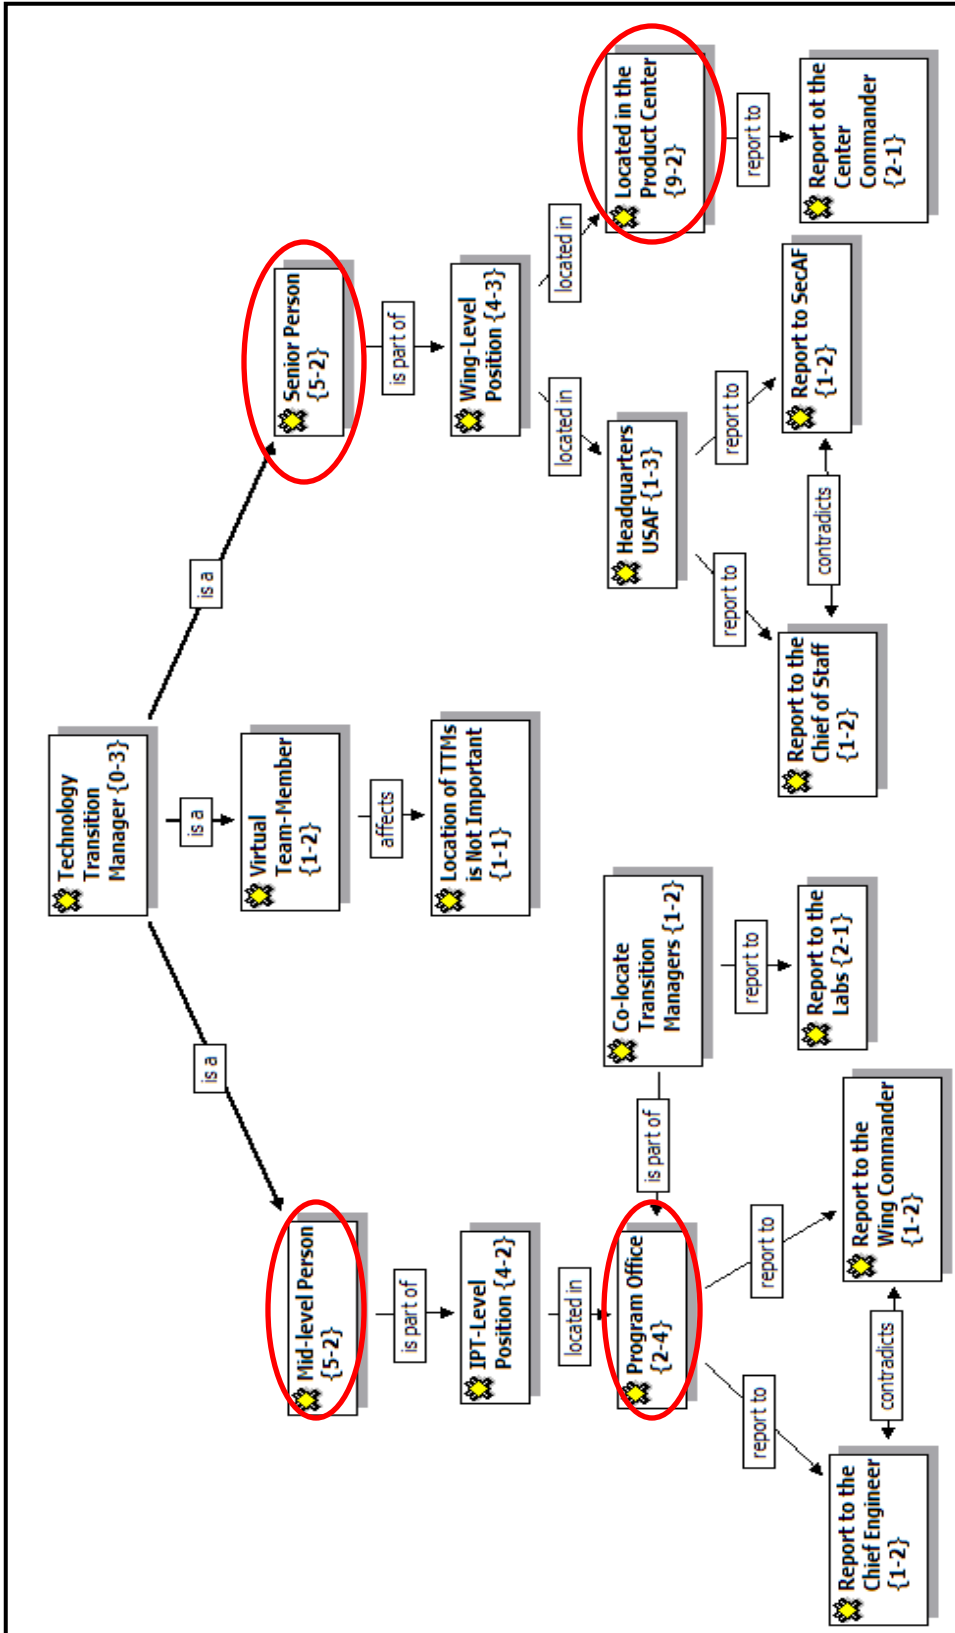 Technology
Transition
Manager {0-3}
is a
is a
is a
Mid-level Person
{5-2}
Virtual
Team-Member
{1-2}
Senior Person
{5-2}
is part of
affects
is part of
IPT-Level
Position {4-2}
Location of TTMs
is Not Important
{1-1}
Wing-Level
Position {4-3}
located in
located in
located in
Program Office
{2-4}
is part of
Co-locate
Transition
Managers {1-2}
Headquarters
USAF {1-3}
Located in the
Product Center
{9-2}
report to
report to
report to
report to
report to
report to
Report to the
Chief Engineer
{1-2}
contradicts
Report to the
Wing Commander
{1-2}
Report to the
Labs {2-1}
Report to the
Chief of Staff
{1-2}
contradicts
Report to SecAF
{1-2}
Report ot the
Center
Commander
{2-1}